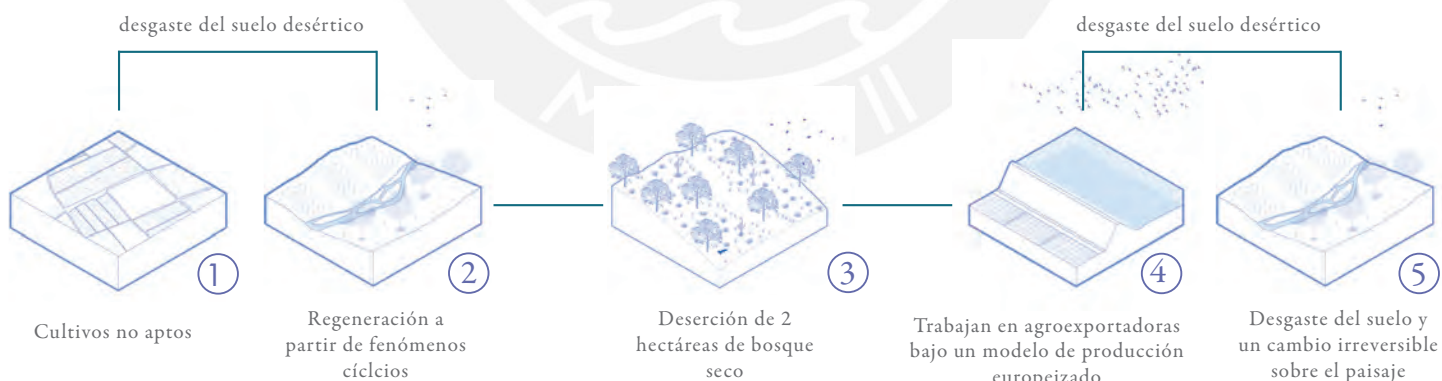 desgaste del suelo desértico
desgaste del suelo desértico
1
2
3
4
5
Cultivos no aptos
Regeneración a
partir de fenómenos
cíclcios
Deserción de 2
hectáreas de bosque
seco
Trabajan en agroexportadoras
bajo un modelo de producción
europeizado
Desgaste del suelo y
un cambio irreversible
sobre el paisaje